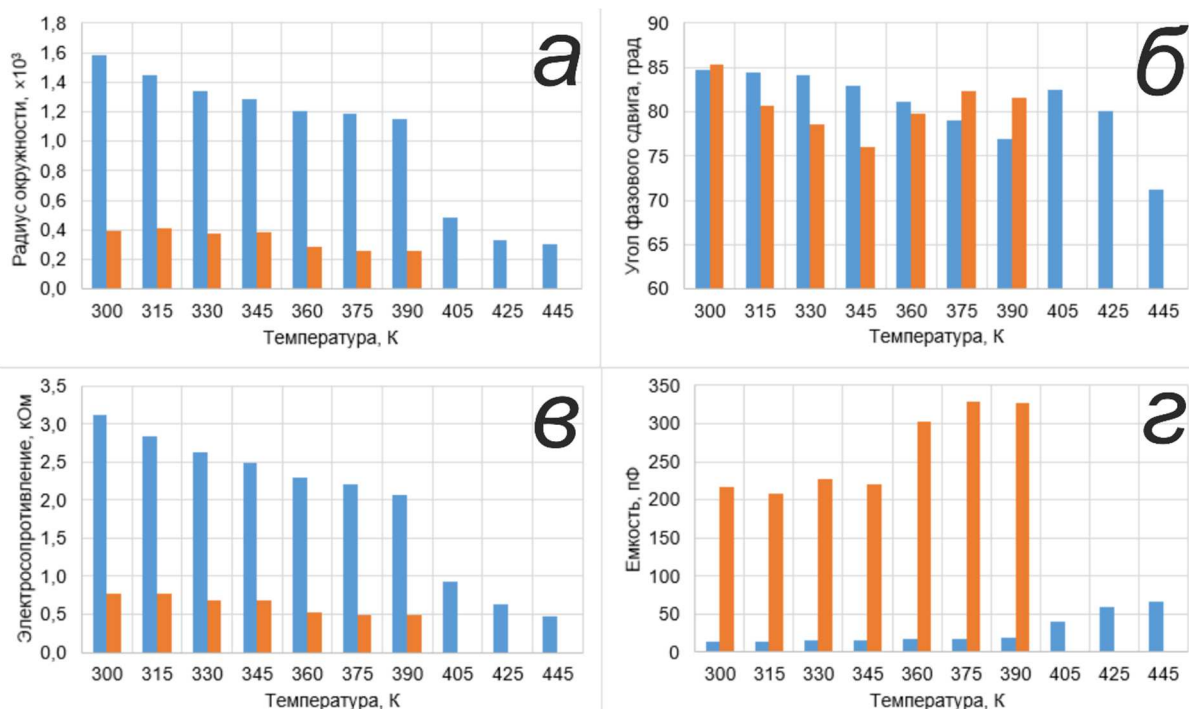 1,8
1,6
1,4
1,2
1,0
0,8
0,6
0,4
0,2
0,0
Радиус окружности, ×10³
300 315 330 345 360 375 390 405 425 445
Температура, К
а
90
85
80
75
70
65
60
Угол фазового сдвига, град
300 315 330 345 360 375 390 405 425 445
Температура, К
б
3,5
3,0
2,5
2,0
1,5
1,0
0,5
0,0
Электросопротивление, кОм
300 315 330 345 360 375 390 405 425 445
Температура, К
в
350
300
250
200
150
100
50
0
Емкость, пФ
300 315 330 345 360 375 390 405 425 445
Температура, К
г